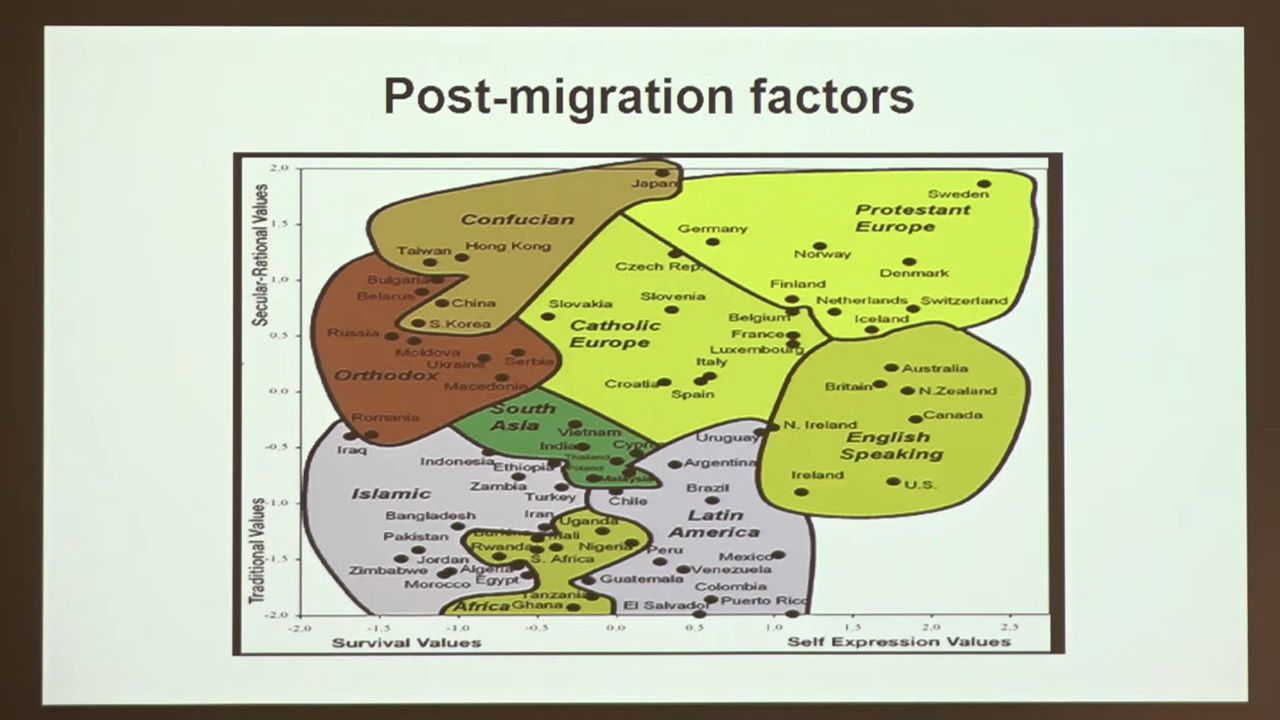 Post-migration factors
2.0
1.5
1.0
0.5
0.0
-0.5
-1.0
-1.5
-2.0
Secular-Rational Values
Traditional Values
Japan
Sweden
Confucian
Protestant
Europe
Germany
Taiwan
Hong Kong
Czech Rep.
Norway
Denmark
Bulgaria
Belarus
China
S.Korea
Slovakia
Slovenia
Finland
Netherlands
Switzerland
Iceland
Belgium
France
Luxembourg
Catholic
Europe
Russia
Moldova
Ukraine
Serbia
Orthodox
Macedonia
Italy
Croatia
Spain
Australia
Britain
N.Zealand
Canada
N. Ireland
English
Speaking
Ireland
U.S.
Romania
Iraq
South
Asia
Vietnam
India
Thailand
Poland
Malaysia
Uruguay
Argentina
Indonesia
Ethiopia
Zambia
Turkey
Chile
Brazil
Islamic
Latin
America
Bangladesh
Iran
Uganda
Mali
Pakistan
Rwanda
S. Africa
Nigeria
Peru
Mexico
Jordan
Zimbabwe
Algeria
Morocco
Egypt
Guatemala
Venezuela
Colombia
Tanzania
Africa
Ghana
El Salvador
Puerto Rico
-2.0 -1.5 -1.0 -0.5 0.0 0.5 1.0 1.5 2.0 2.5
Survival Values
Self Expression Values